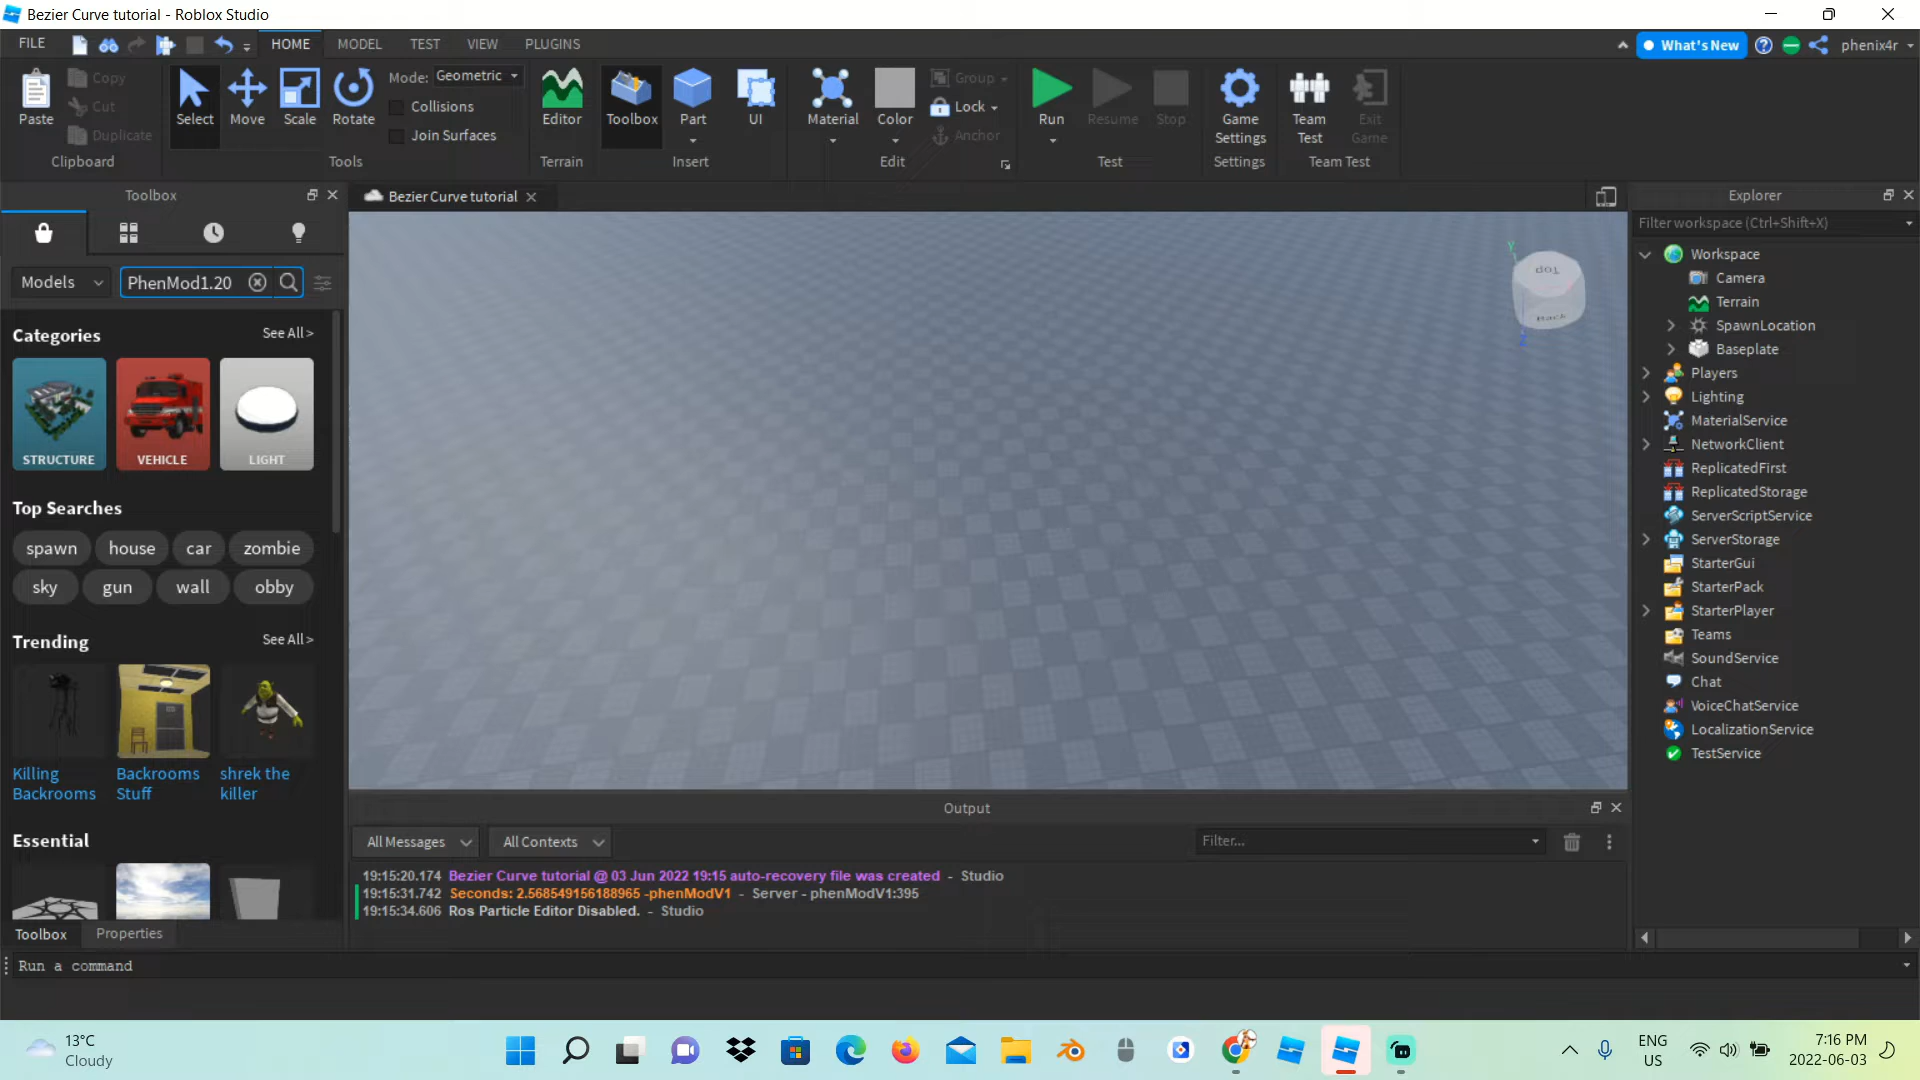 Bezier Curve tutorial - Roblox Studio
FILE
HOME
MODEL
TEST
VIEW
PLUGINS
What's New
phenix4r
Paste
Copy
Cut
Duplicate
Clipboard
Select
Move
Scale
Rotate
Mode: Geometric
Collisions
Join Surfaces
Tools
Editor
Terrain
Toolbox
Part
UI
Insert
Material
Color
Group
Lock
Anchor
Edit
Run
Resume
Stop
Test
Game
Settings
Settings
Team
Test
Exit
Game
Team Test
Toolbox
Models
PhenMod1.20
Categories
See All >
STRUCTURE
VEHICLE
LIGHT
Top Searches
spawn
house
car
zombie
sky
gun
wall
obby
Trending
See All >
Killing
Backrooms
Backrooms
Stuff
shrek the
killer
Essential
Toolbox
Properties
Run a command
Bezier Curve tutorial
Y
Top
Back
Z
Output
All Messages
All Contexts
Filter...
19:15:20.174 Bezier Curve tutorial @ 03 Jun 2022 19:15 auto-recovery file was created - Studio
19:15:31.742 Seconds: 2.568549156188965 -phenModV1 - Server - phenModV1:395
19:15:34.606 Ros Particle Editor Disabled. - Studio
Explorer
Filter workspace (Ctrl+Shift+X)
Workspace
Camera
Terrain
SpawnLocation
Baseplate
Players
Lighting
MaterialService
NetworkClient
ReplicatedFirst
ReplicatedStorage
ServerScriptService
ServerStorage
StarterGui
StarterPack
StarterPlayer
Teams
SoundService
Chat
VoiceChatService
LocalizationService
TestService
13°C
Cloudy
ENG
US
7:16 PM
2022-06-03